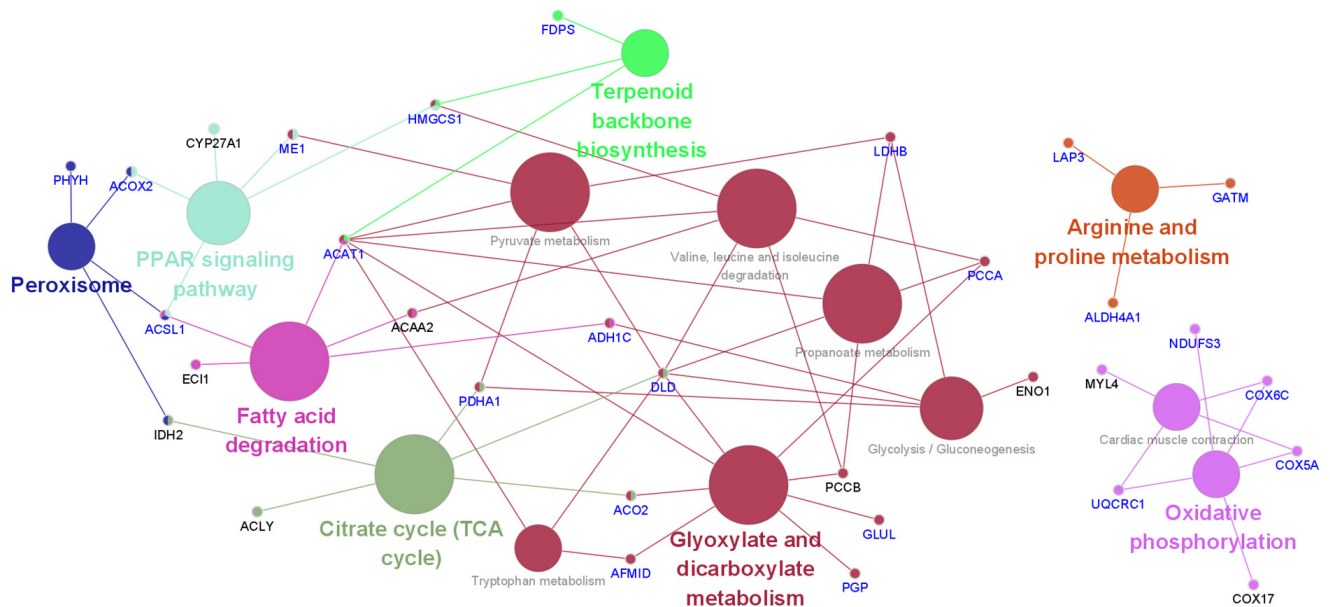 FDPS
Terpenoid
backbone
biosynthesis
HMGCS1
CYP27A1
ME1
LDHB
LAP3
GATM
PHYH
ACOX2
Pyruvate metabolism
Valine, leucine and isoleucine
degradation
Arginine and
proline metabolism
ACAT1
PPAR signaling
pathway
Peroxisome
PCCA
ALDH4A1
ACSL1
ACAA2
ADH1C
Propanoate metabolism
NDUFS3
ECI1
PDHA1
DLD
ENO1
MYL4
COX6C
Fatty acid
degradation
IDH2
Glycolysis / Gluconeogenesis
Cardiac muscle contraction
COX5A
PCCB
UQCRC1
ACLY
ACO2
Citrate cycle (TCA
cycle)
Glyoxylate and
dicarboxylate
metabolism
GLUL
Oxidative
phosphorylation
Tryptophan metabolism
AFMID
PGP
COX17